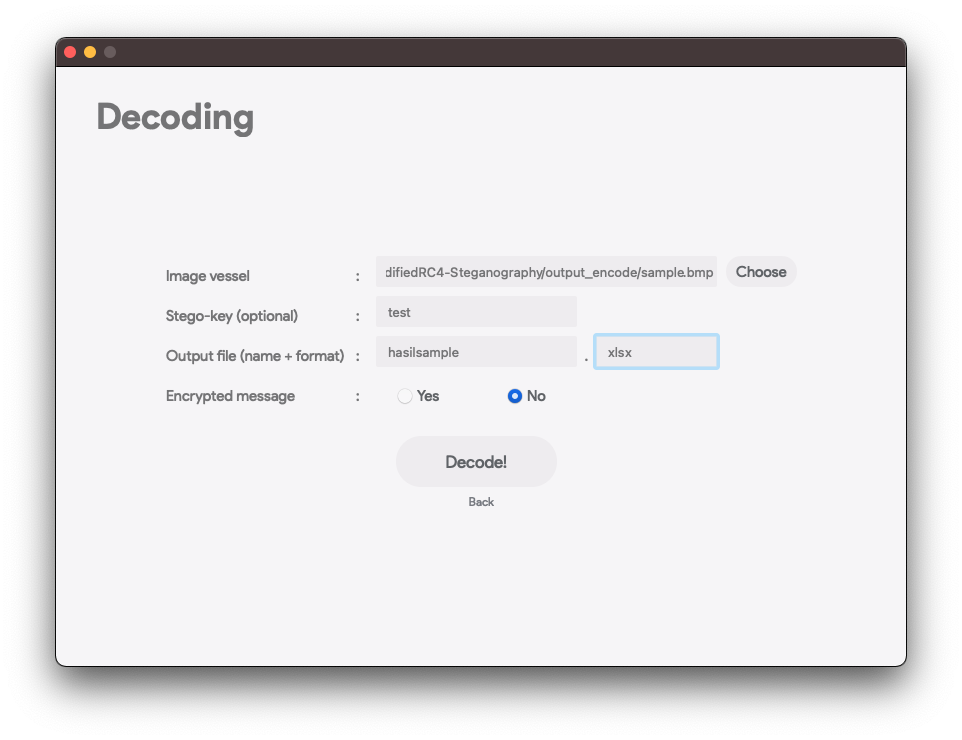 Decoding
Image vessel : difiedRC4-Steganography/output_encode/sample.bmp Choose
Stego-key (optional) : test
Output file (name + format) : hasilsample . xlsx
Encrypted message : Yes No
Decode!
Back